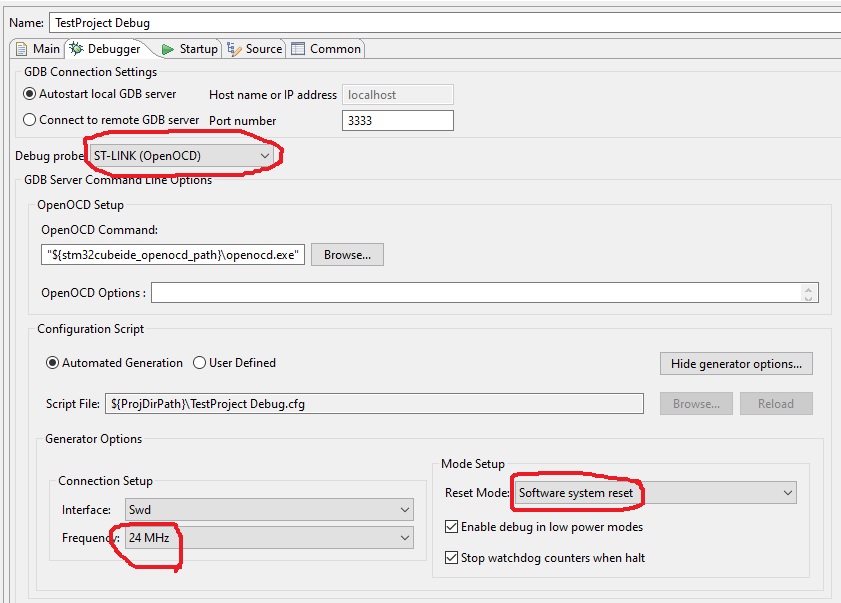 Name: TestProject Debug
Main Debugger Startup Source Common
GDB Connection Settings
Autostart local GDB server Host name or IP address localhost
Connect to remote GDB server Port number 3333
Debug probe ST-LINK (OpenOCD)
GDB Server Command Line Options
OpenOCD Setup
OpenOCD Command:
"${stm32cubeide_openocd_path}\openocd.exe" Browse...
OpenOCD Options :
Configuration Script
Automated Generation User Defined Hide generator options...
Script File: ${ProjDirPath}\TestProject Debug.cfg Browse... Reload
Generator Options
Connection Setup
Interface: Swd
Frequency: 24 MHz
Mode Setup
Reset Mode: Software system reset
Enable debug in low power modes
Stop watchdog counters when halt